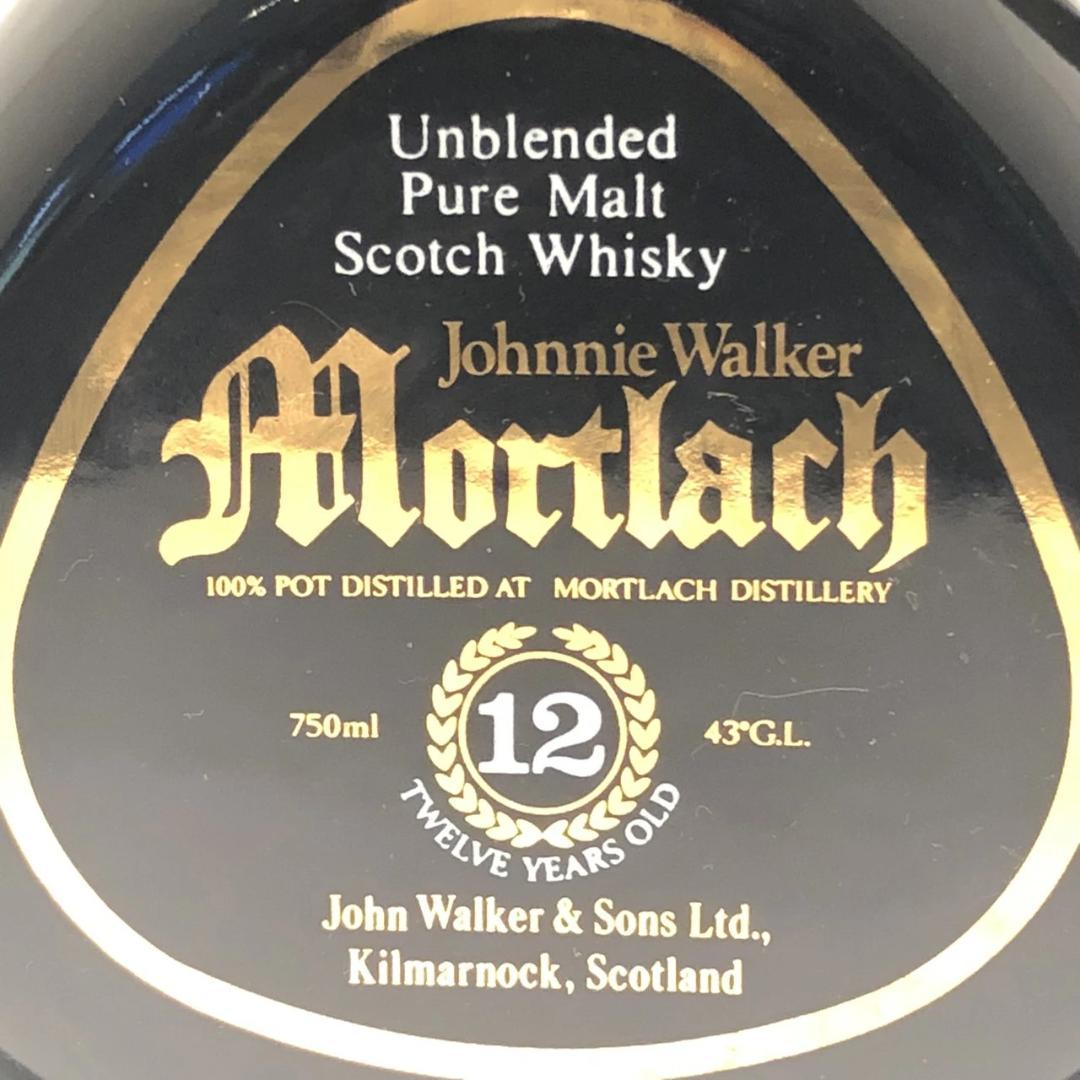 Unblended
Pure Malt
Scotch Whisky
Johnnie Walker
Mortlach
100% POT DISTILLED AT MORTLACH DISTILLERY
750ml
12
43°G.L.
TWELVE YEARS OLD
John Walker & Sons Ltd.,
Kilmarnock, Scotland